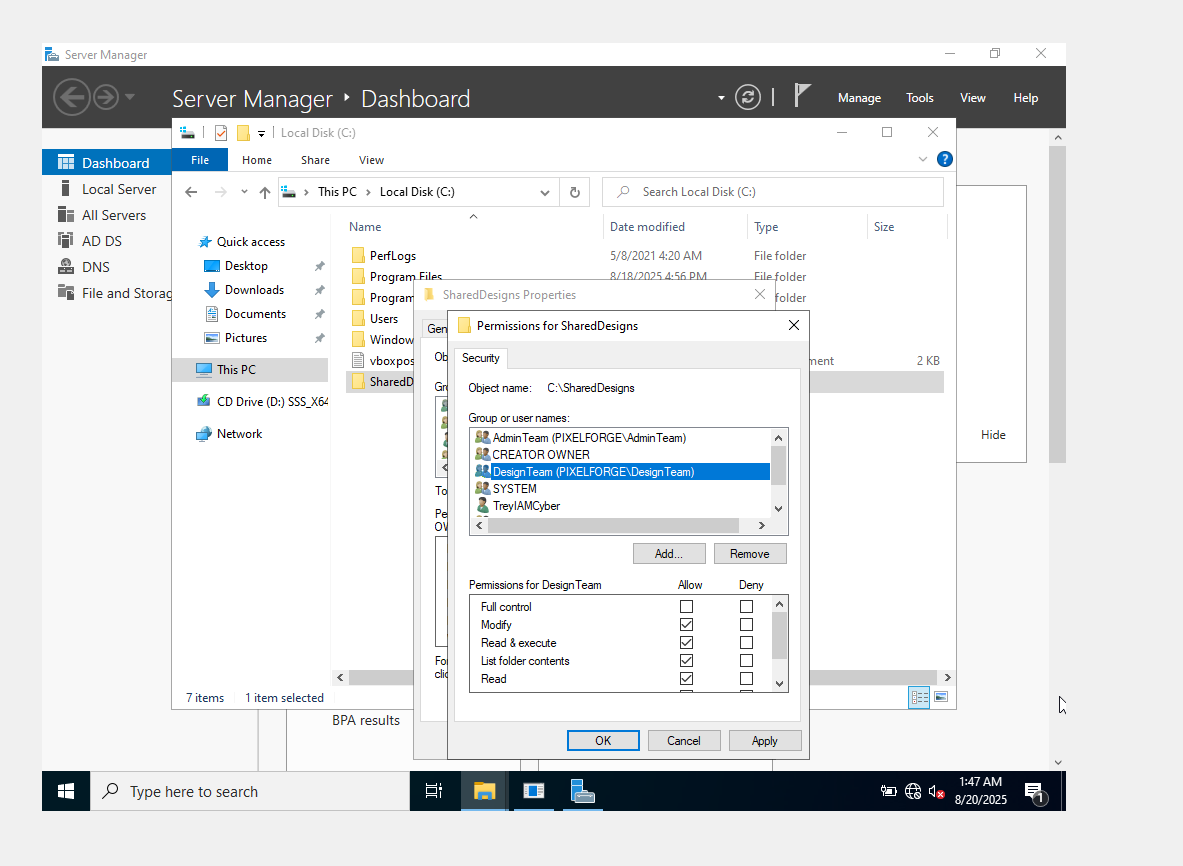 Server Manager
Server Manager Dashboard
Manage Tools View Help
Dashboard
Local Server
All Servers
AD DS
DNS
File and Storag
Local Disk (C:)
File Home Share View
This PC Local Disk (C:)
Search Local Disk (C:)
Quick access
Desktop
Downloads
Documents
Pictures
This PC
CD Drive (D:) SSS_X64
Network
Name Date modified Type Size
PerfLogs 5/8/2021 4:20 AM File folder
Program Files 8/18/2025 4:56 PM File folder
Program folder
Users
Window
vboxpos ment 2 KB
SharedD
7 items 1 item selected
SharedDesigns Properties
Gen
Ob
Gr
To
Pe
OW
Fo
clic
Permissions for SharedDesigns
Security
Object name: C:\SharedDesigns
Group or user names:
AdminTeam (PIXELFORGE\AdminTeam)
CREATOR OWNER
DesignTeam (PIXELFORGE\DesignTeam)
SYSTEM
TreyIAMCyber
Add... Remove
Permissions for DesignTeam Allow Deny
Full control
Modify
Read & execute
List folder contents
Read
OK Cancel Apply
Hide
BPA results
Type here to search
1:47 AM
8/20/2025
1